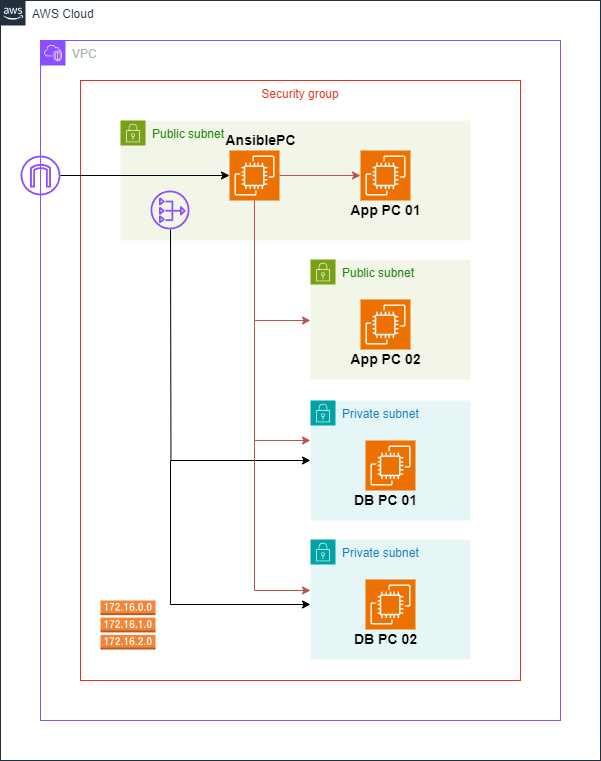 aws
AWS Cloud
VPC
Security group
Public subnet
AnsiblePC
App PC 01
Public subnet
App PC 02
Private subnet
DB PC 01
Private subnet
DB PC 02
172.16.0.0
172.16.1.0
172.16.2.0